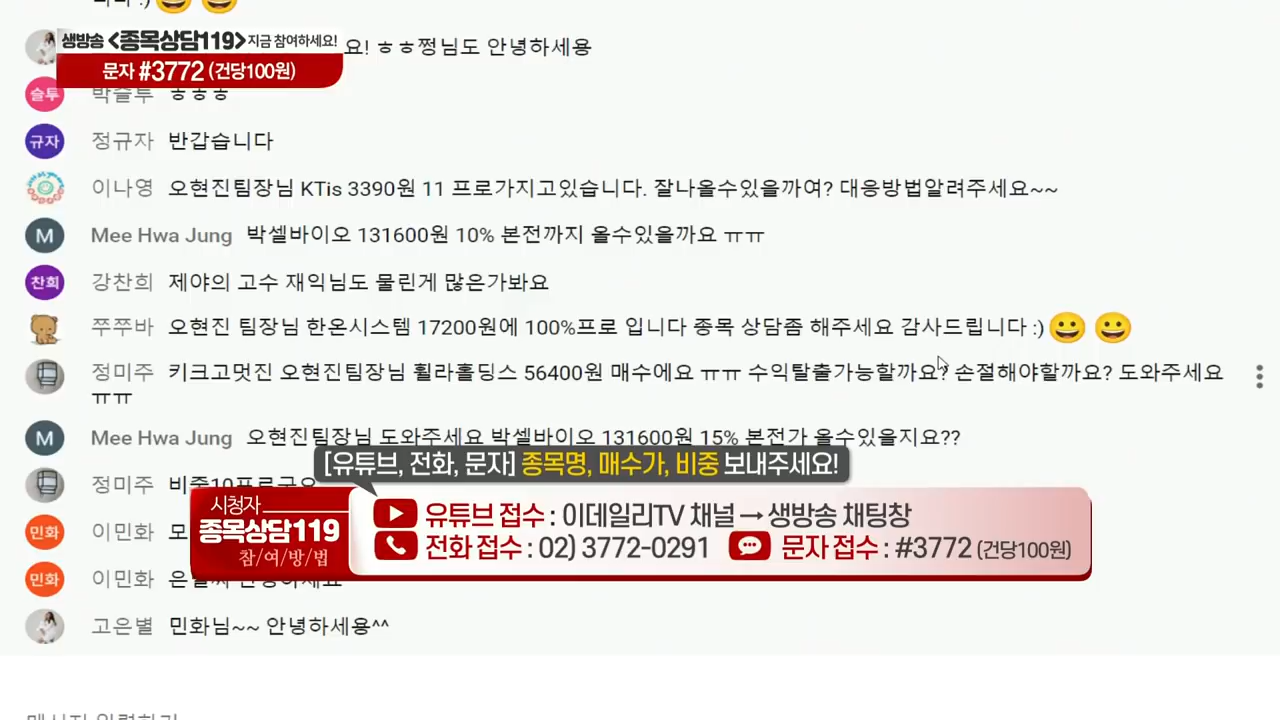 생방송 <종목상담119> 지금 참여하세요!
문자 #3772 (건당100원)
요! ㅎㅎ쩡님도 안녕하세용
슬투 박슬투 ㅎㅎㅎ
규자 정규자 반갑습니다
이나영 오현진팀장님 KTis 3390원 11 프로가지고있습니다. 잘나올수있을까여? 대응방법알려주세요~~
M Mee Hwa Jung 박셀바이오 131600원 10% 본전까지 올수있을까요 ㅠㅠ
찬희 강찬희 제야의 고수 재익님도 물린게 많은가봐요
쭈쭈바 오현진 팀장님 한온시스템 17200원에 100%프로 입니다 종목 상담좀 해주세요 감사드립니다 :)😀 😀
정미주 키크고멋진 오현진팀장님 휠라홀딩스 56400원 매수에요 ㅠㅠ 수익탈출가능할까요? 손절해야할까요? 도와주세요
ㅠㅠ
M Mee Hwa Jung 오현진팀장님 도와주세요 박셀바이오 131600원 15% 본전가 올수있을지요??
[유튜브, 전화, 문자] 종목명, 매수가, 비중 보내주세요!
정미주 비중10프로구요
시청자
종목상담119
참/여/방/법
유튜브 접수 : 이데일리TV 채널 → 생방송 채팅창
전화 접수 : 02) 3772-0291 문자 접수 : #3772 (건당100원)
민화 이민화 모
민화 이민화
고은별 민화님~~ 안녕하세용^^